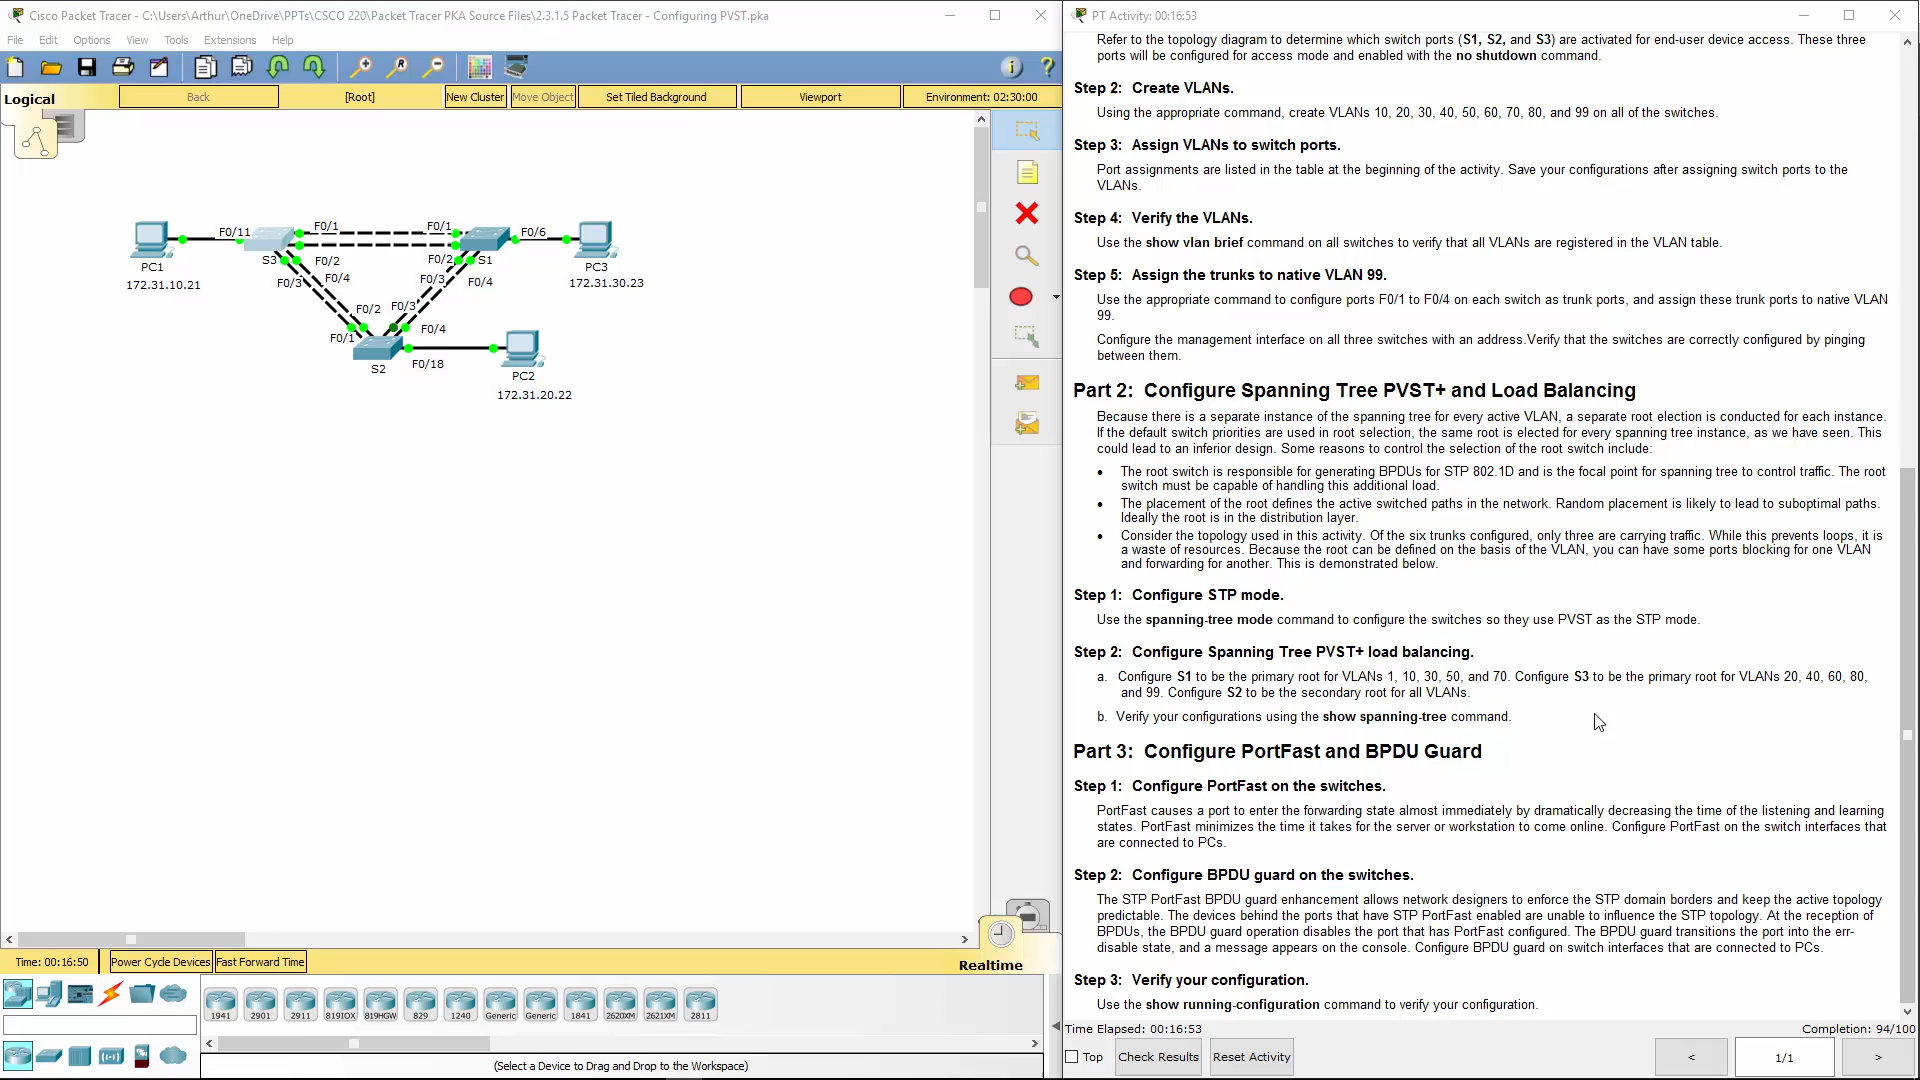 Cisco Packet Tracer - C:\Users\Arthur\OneDrive\PPTs\CSCO 220\Packet Tracer PKA Source Files\2.3.1.5 Packet Tracer - Configuring PVST.pka
File Edit Options View Tools Extensions Help
Logical
Back
[Root]
New Cluster
Move Object
Set Tiled Background
Viewport
Environment: 02:30:00
F0/11 F0/1 F0/1 F0/6
S3 F0/2 F0/2 S1
PC1 PC3
F0/3 F0/4 F0/3 F0/4
172.31.10.21 172.31.30.23
F0/2 F0/3
F0/1 F0/4
S2 F0/18 PC2
172.31.20.22
Realtime
Time: 00:16:50
Power Cycle Devices
Fast Forward Time
1941 2901 2911 819IOX 819HGW 829 1240 Generic Generic 1841 2620XM 2621XM 2811
(Select a Device to Drag and Drop to the Workspace)
PT Activity: 00:16:53
Refer to the topology diagram to determine which switch ports (S1, S2, and S3) are activated for end-user device access. These three
ports will be configured for access mode and enabled with the no shutdown command.
Step 2: Create VLANs.
Using the appropriate command, create VLANs 10, 20, 30, 40, 50, 60, 70, 80, and 99 on all of the switches.
Step 3: Assign VLANs to switch ports.
Port assignments are listed in the table at the beginning of the activity. Save your configurations after assigning switch ports to the
VLANs.
Step 4: Verify the VLANs.
Use the show vlan brief command on all switches to verify that all VLANs are registered in the VLAN table.
Step 5: Assign the trunks to native VLAN 99.
Use the appropriate command to configure ports F0/1 to F0/4 on each switch as trunk ports, and assign these trunk ports to native VLAN
99.
Configure the management interface on all three switches with an address.Verify that the switches are correctly configured by pinging
between them.
Part 2: Configure Spanning Tree PVST+ and Load Balancing
Because there is a separate instance of the spanning tree for every active VLAN, a separate root election is conducted for each instance.
If the default switch priorities are used in root selection, the same root is elected for every spanning tree instance, as we have seen. This
could lead to an inferior design. Some reasons to control the selection of the root switch include:
• The root switch is responsible for generating BPDUs for STP 802.1D and is the focal point for spanning tree to control traffic. The root
switch must be capable of handling this additional load.
• The placement of the root defines the active switched paths in the network. Random placement is likely to lead to suboptimal paths.
Ideally the root is in the distribution layer.
• Consider the topology used in this activity. Of the six trunks configured, only three are carrying traffic. While this prevents loops, it is
a waste of resources. Because the root can be defined on the basis of the VLAN, you can have some ports blocking for one VLAN
and forwarding for another. This is demonstrated below.
Step 1: Configure STP mode.
Use the spanning-tree mode command to configure the switches so they use PVST as the STP mode.
Step 2: Configure Spanning Tree PVST+ load balancing.
a. Configure S1 to be the primary root for VLANs 1, 10, 30, 50, and 70. Configure S3 to be the primary root for VLANs 20, 40, 60, 80,
and 99. Configure S2 to be the secondary root for all VLANs.
b. Verify your configurations using the show spanning-tree command.
Part 3: Configure PortFast and BPDU Guard
Step 1: Configure PortFast on the switches.
PortFast causes a port to enter the forwarding state almost immediately by dramatically decreasing the time of the listening and learning
states. PortFast minimizes the time it takes for the server or workstation to come online. Configure PortFast on the switch interfaces that
are connected to PCs.
Step 2: Configure BPDU guard on the switches.
The STP PortFast BPDU guard enhancement allows network designers to enforce the STP domain borders and keep the active topology
predictable. The devices behind the ports that have STP PortFast enabled are unable to influence the STP topology. At the reception of
BPDUs, the BPDU guard operation disables the port that has PortFast configured. The BPDU guard transitions the port into the err-
disable state, and a message appears on the console. Configure BPDU guard on switch interfaces that are connected to PCs.
Step 3: Verify your configuration.
Use the show running-configuration command to verify your configuration.
Time Elapsed: 00:16:53
Completion: 94/100
Top
Check Results
Reset Activity
<
1/1
>